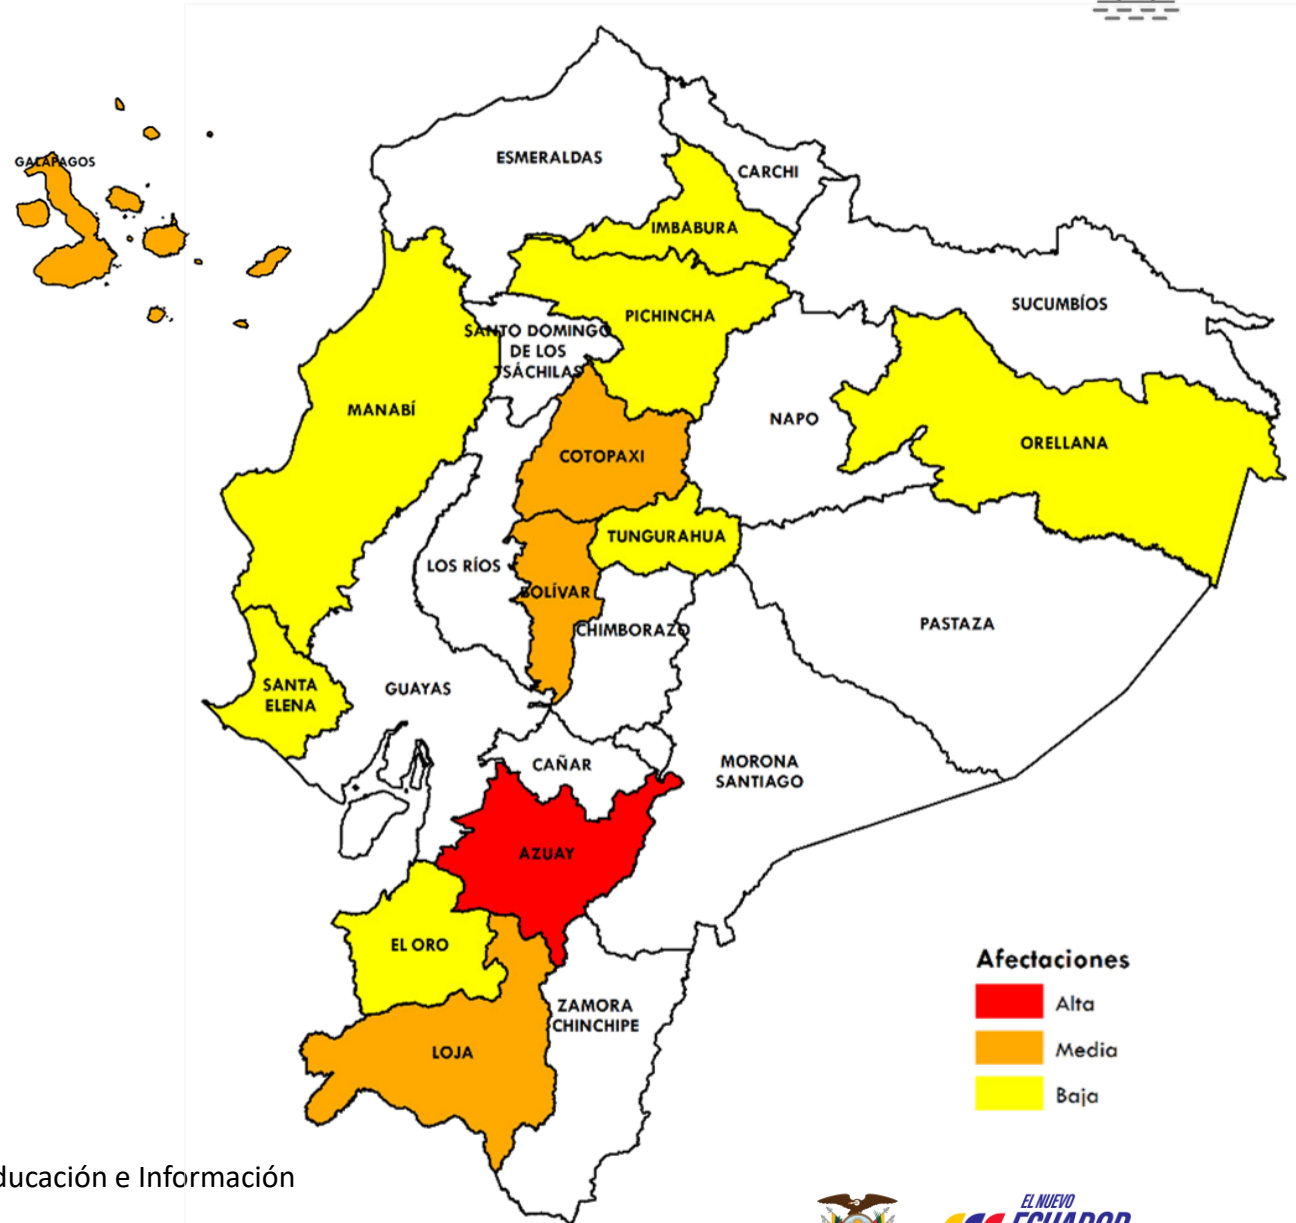 ESMERALDAS
CARCHI
GALÁPAGOS
IMBABURA
SUCUMBÍOS
PICHINCHA
SANTO DOMINGO
DE LOS
TSÁCHILAS
MANABÍ
NAPO
ORELLANA
COTOPAXI
TUNGURAHUA
LOS RÍOS
BOLÍVAR
CHIMBORAZO
PASTAZA
SANTA
ELENA
GUAYAS
CAÑAR
MORONA
SANTIAGO
AZUAY
EL ORO
ZAMORA
CHINCHIPE
LOJA
Afectaciones
Alta
Media
Baja
ducación e Información
EL NUEVO
ECUADOR